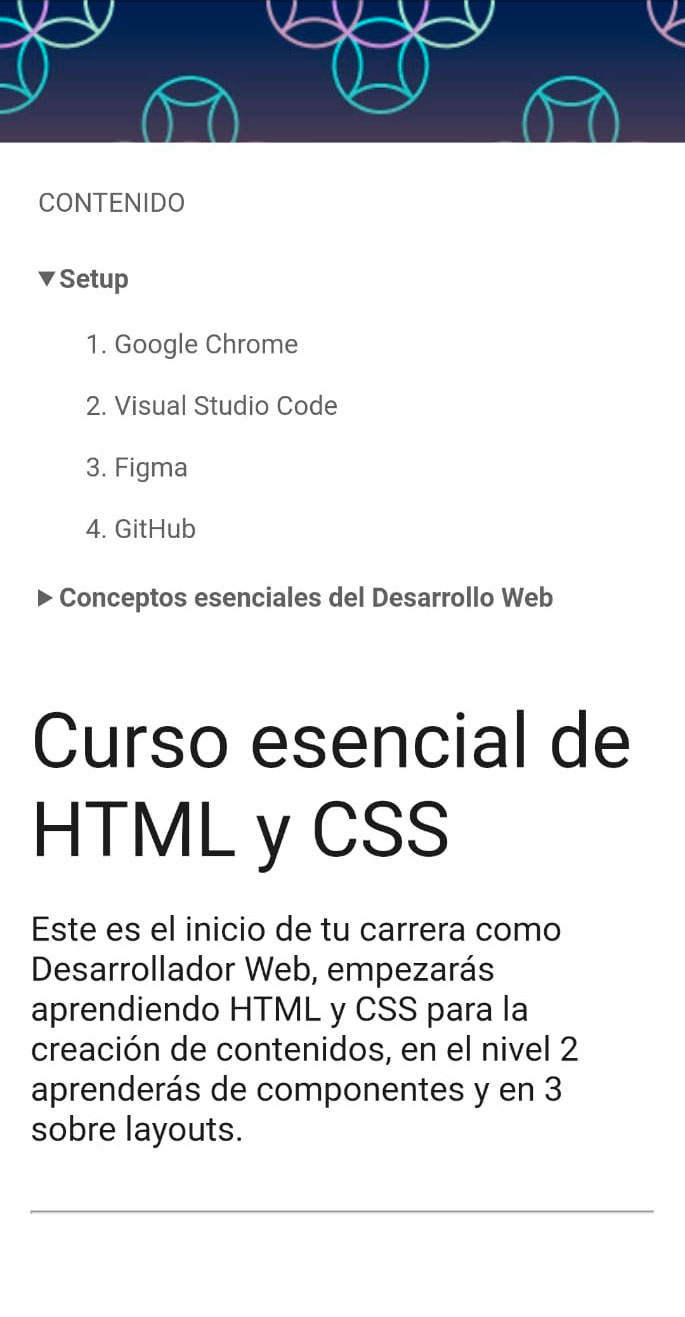 CONTENIDO
▼Setup
1. Google Chrome
2. Visual Studio Code
3. Figma
4. GitHub
▶Conceptos esenciales del Desarrollo Web
Curso esencial de
HTML y CSS
Este es el inicio de tu carrera como
Desarrollador Web, empezarás
aprendiendo HTML y CSS para la
creación de contenidos, en el nivel 2
aprenderás de componentes y en 3
sobre layouts.